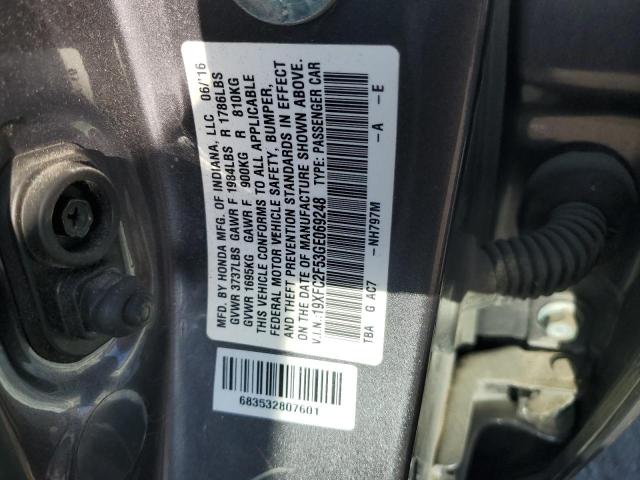 MFD. BY HONDA MFG. OF INDIANA, LLC 06/'16
GVWR 3737LBS GAWR F 1984LBS R 1786LBS
GVWR 1695KG GAWR F 900KG R 810KG
THIS VEHICLE CONFORMS TO ALL APPLICABLE
FEDERAL MOTOR VEHICLE SAFETY, BUMPER,
AND THEFT PREVENTION STANDARDS IN EFFECT
ON THE DATE OF MANUFACTURE SHOWN ABOVE.
V.I.N.: 19XFC2F53GE069248 TYPE: PASSENGER CAR
TBA G AC7 -NH797M -A -E
683532807601